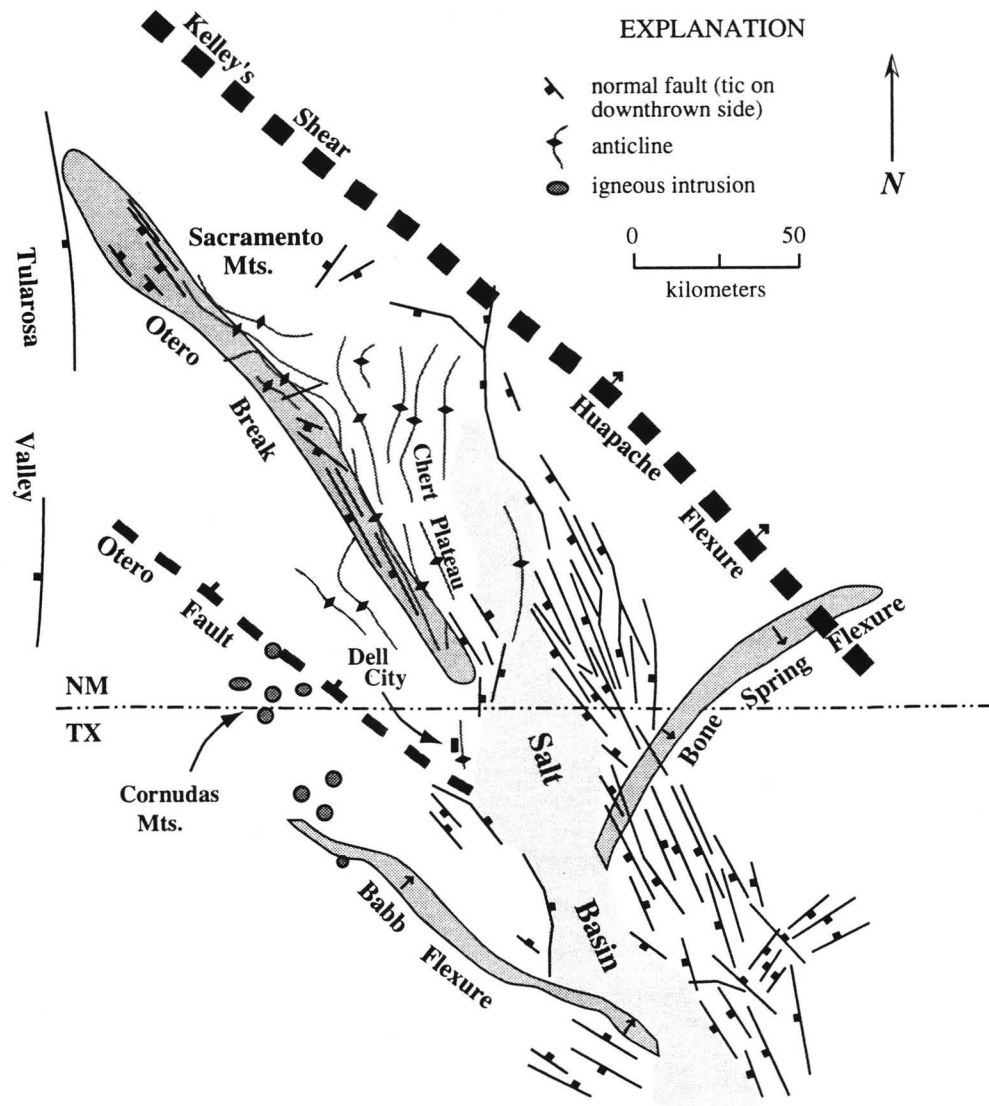 EXPLANATION
normal fault (tic on
downthrown side)
anticline
igneous intrusion
N
0 50
kilometers
Kelley's
Shear
Sacramento
Mts.
Tularosa
Valley
Otero
Break
Chert
Plateau
Huapache
Flexure
Otero
Fault
Dell
City
Bone Spring Flexure
NM
TX
Cornudas
Mts.
Salt
Basin
Babb
Flexure